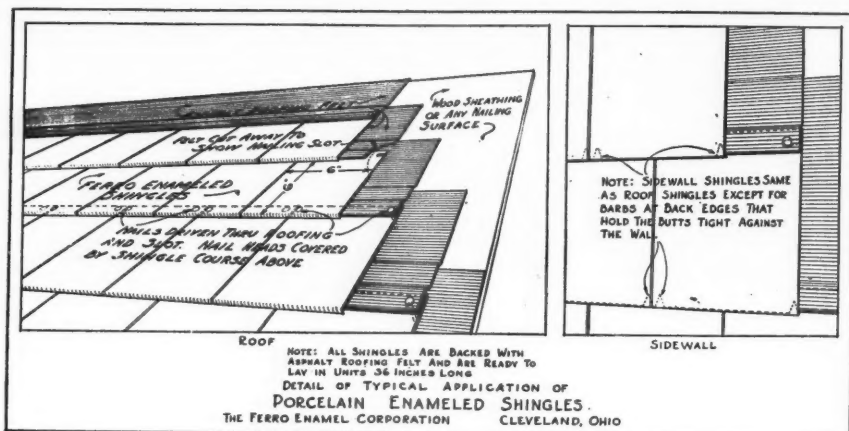 FELT
FELT CUT AWAY TO
SHOW NAILING SLOT
WOOD SHEATHING
OR ANY NAILING
SURFACE
6"
6"
FERRO ENAMELED
SHINGLES
NAILS DRIVEN THRU ROOFING
AND SLOT. NAIL HEADS COVERED
BY SHINGLE COURSE ABOVE
ROOF
NOTE: SIDEWALL SHINGLES SAME
AS ROOF SHINGLES EXCEPT FOR
BARBS AT BACK EDGES THAT
HOLD THE BUTTS TIGHT AGAINST
THE WALL
SIDEWALL
NOTE: ALL SHINGLES ARE BACKED WITH
ASPHALT ROOFING FELT AND ARE READY TO
LAY IN UNITS 36 INCHES LONG
DETAIL OF TYPICAL APPLICATION OF
PORCELAIN ENAMELED SHINGLES.
THE FERRO ENAMEL CORPORATION CLEVELAND, OHIO